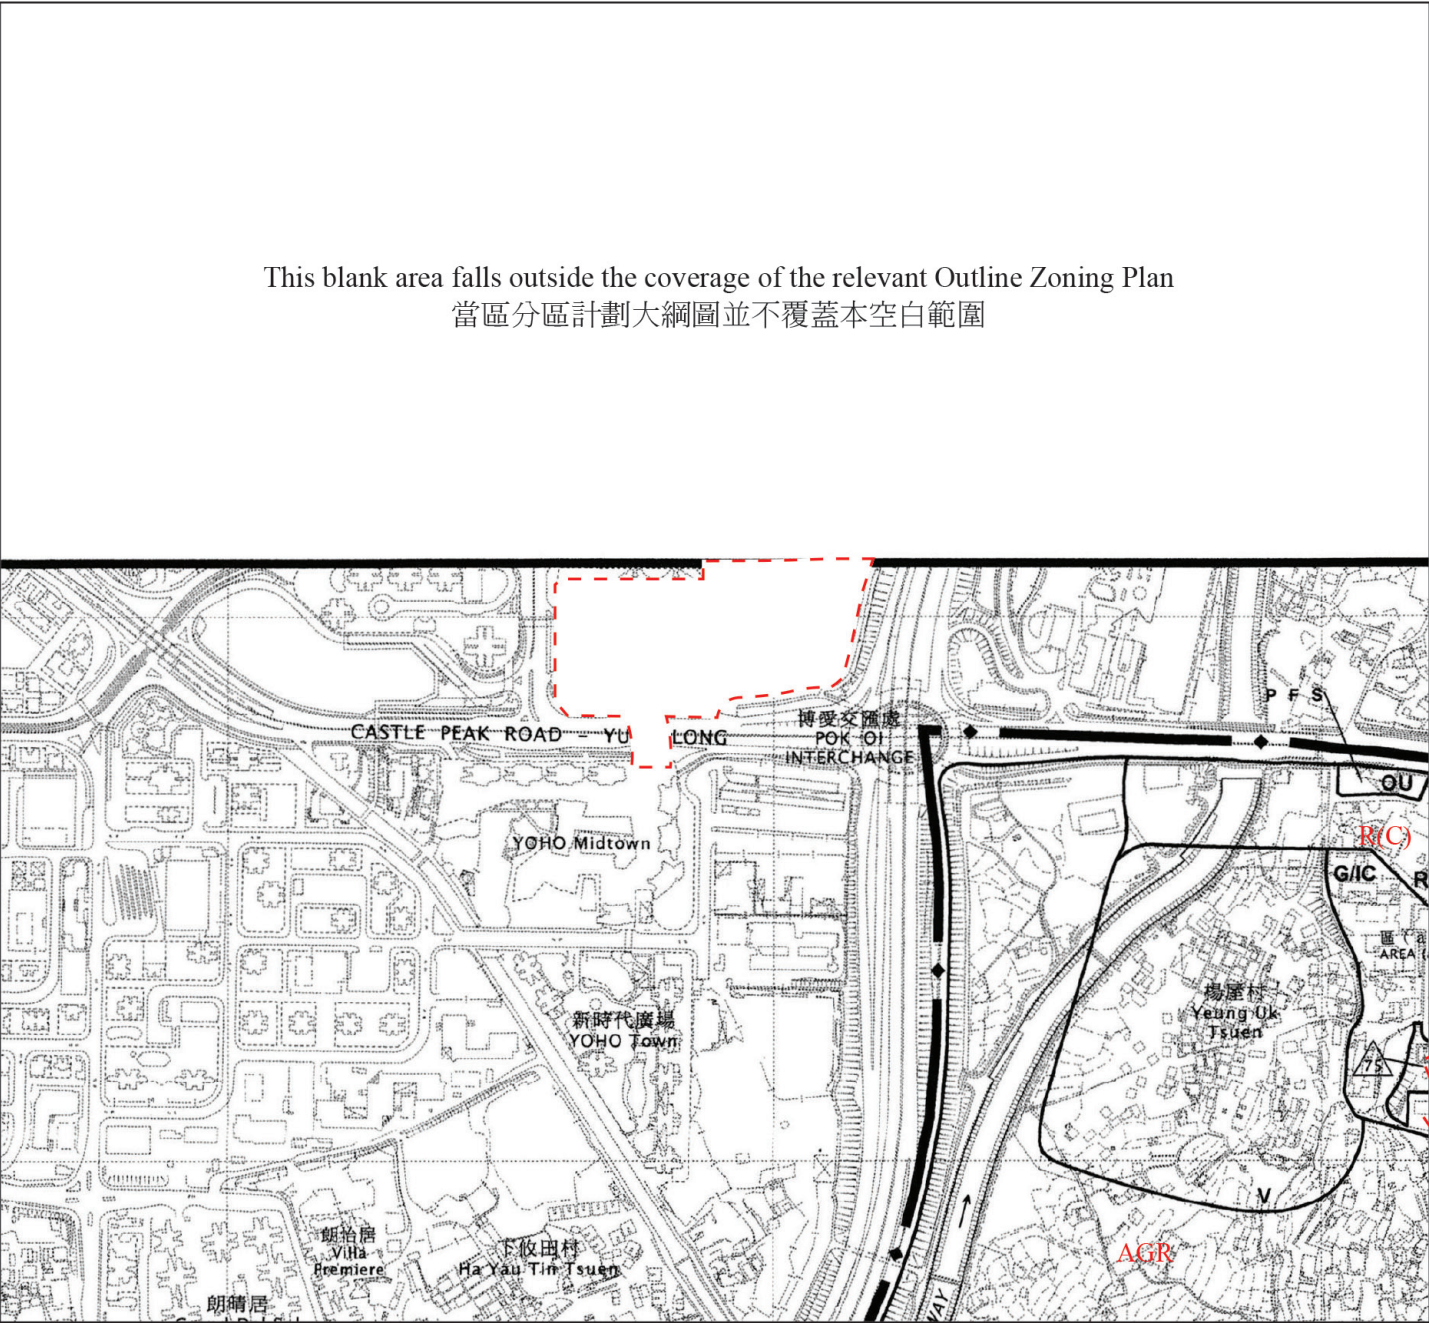 This blank area falls outside the coverage of the relevant Outline Zoning Plan
當區分區計劃大綱圖並不覆蓋本空白範圍
P F S
博愛交匯處
POK OI
INTERCHANGE
CASTLE PEAK ROAD – YU
LONG
OU
R(C)
YOHO Midtown
G/IC
R
AREA
楊屋村
Yeung Uk
Tsuen
新時代廣場
YOHO Town
75
V
朗怡居
Villa
Premiere
下攸田村
Ha Yau Tin Tsuen
AGR
朗晴居
WAY